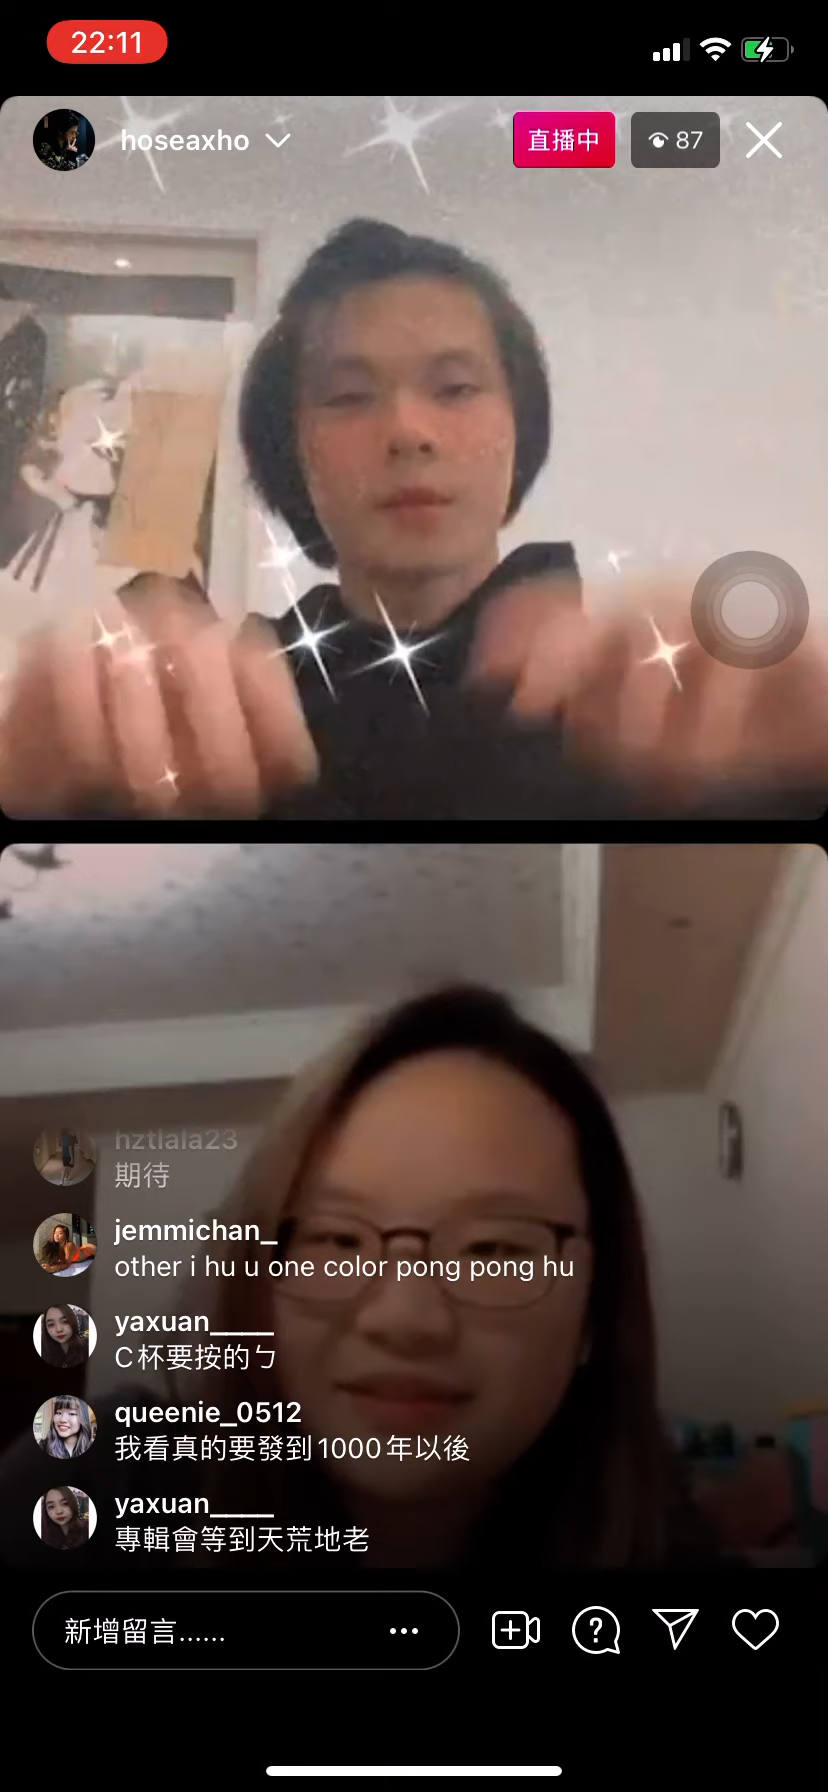 22:11
hoseaxho
直播中
87
hztlala23
期待
jemmichan_
other i hu u one color pong pong hu
yaxuan____
C杯要按的ㄅ
queenie_0512
我看真的要發到1000年以後
yaxuan____
專輯會等到天荒地老
新增留言......